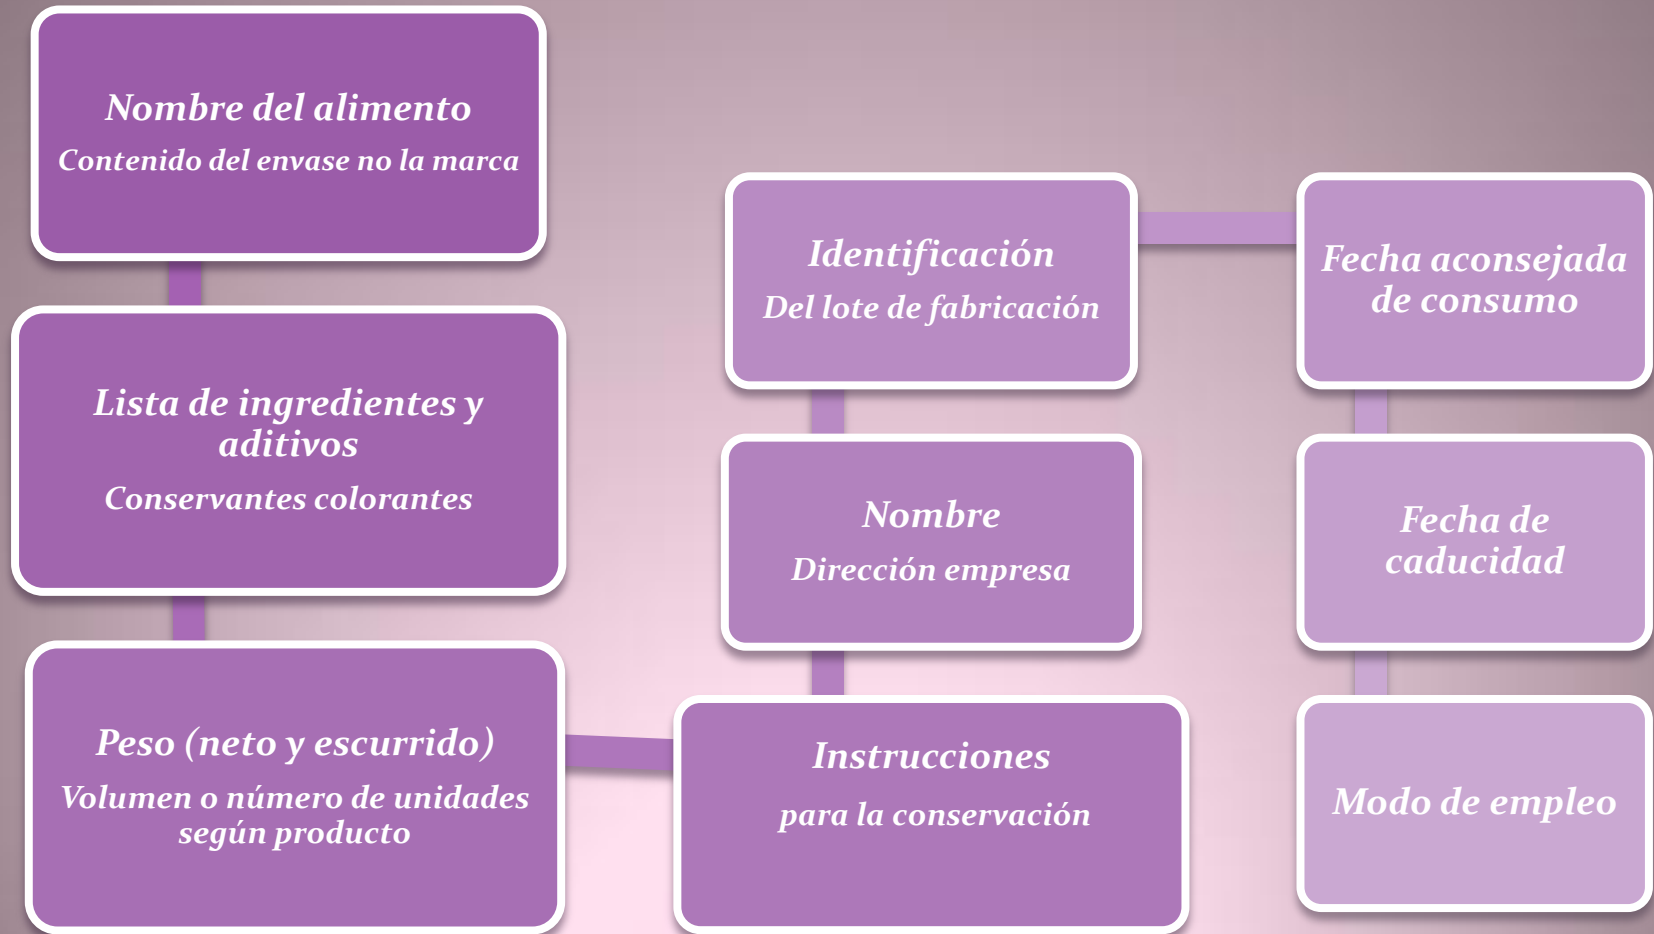 Nombre del alimento
Contenido del envase no la marca
Lista de ingredientes y
aditivos
Conservantes colorantes
Peso (neto y escurrido)
Volumen o número de unidades
según producto
Instrucciones
para la conservación
Nombre
Dirección empresa
Identificación
Del lote de fabricación
Fecha aconsejada
de consumo
Fecha de
caducidad
Modo de empleo